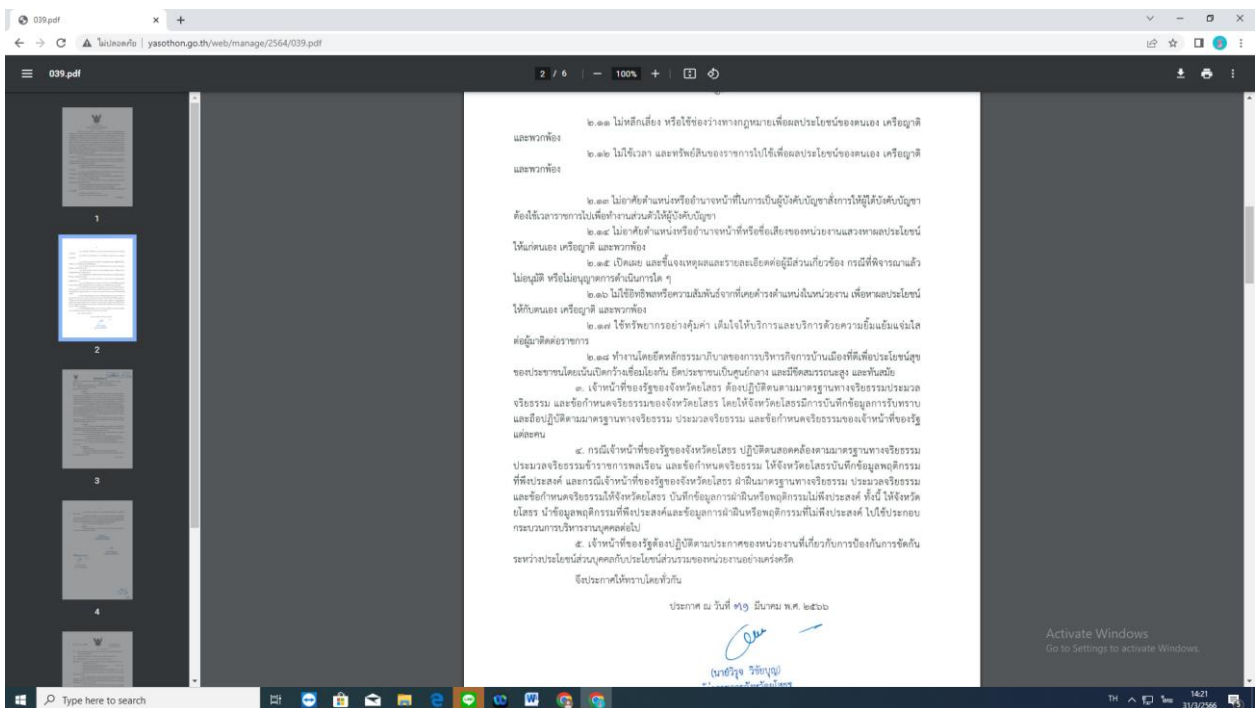 039.pdf
ไม่ปลอดภัย | yasothon.go.th/web/manage/2564/039.pdf
039.pdf
2 / 6 | − 100% +
1
2
3
4
๒.๑๑ ไม่หลีกเลี่ยง หรือใช้ช่องว่างทางกฎหมายเพื่อผลประโยชน์ของตนเอง เครือญาติ
และพวกพ้อง
๒.๑๒ ไม่ใช้เวลา และทรัพย์สินของราชการไปใช้เพื่อผลประโยชน์ของตนเอง เครือญาติ
และพวกพ้อง
๒.๑๓ ไม่อาศัยตำแหน่งหรืออำนาจหน้าที่ในการเป็นผู้บังคับบัญชาสั่งการให้ผู้ใต้บังคับบัญชา
ต้องใช้เวลาราชการไปเพื่อทำงานส่วนตัวให้ผู้บังคับบัญชา
๒.๑๔ ไม่อาศัยตำแหน่งหรืออำนาจหน้าที่หรือชื่อเสียงของหน่วยงานแสวงหาผลประโยชน์
ให้แก่ตนเอง เครือญาติ และพวกพ้อง
๒.๑๕ เปิดเผย และชี้แจงเหตุผลและรายละเอียดต่อผู้มีส่วนเกี่ยวข้อง กรณีที่พิจารณาแล้ว
ไม่อนุมัติ หรือไม่อนุญาตการดำเนินการใด ๆ
๒.๑๖ ไม่ใช้อิทธิพลหรือความสัมพันธ์จากที่เคยดำรงตำแหน่งในหน่วยงาน เพื่อหาผลประโยชน์
ให้กับตนเอง เครือญาติ และพวกพ้อง
๒.๑๗ ใช้ทรัพยากรอย่างคุ้มค่า เต็มใจให้บริการและบริการด้วยความยิ้มแย้มแจ่มใส
ต่อผู้มาติดต่อราชการ
๒.๑๘ ทำงานโดยยึดหลักธรรมาภิบาลของการบริหารกิจการบ้านเมืองที่ดีเพื่อประโยชน์สุข
ของประชาชนโดยเน้นเปิดกว้างเชื่อมโยงกัน ยึดประชาชนเป็นศูนย์กลาง และมีขีดสมรรถนะสูง และทันสมัย
๓. เจ้าหน้าที่ของรัฐของจังหวัดยโสธร ต้องปฏิบัติตนตามมาตรฐานทางจริยธรรมประมวล
จริยธรรม และข้อกำหนดจริยธรรมของจังหวัดยโสธร โดยให้จังหวัดยโสธรมีการบันทึกข้อมูลการรับทราบ
และถือปฏิบัติตามมาตรฐานทางจริยธรรม ประมวลจริยธรรม และข้อกำหนดจริยธรรมของเจ้าหน้าที่ของรัฐ
แต่ละคน
๔. กรณีเจ้าหน้าที่ของรัฐของจังหวัดยโสธร ปฏิบัติตนสอดคล้องตามมาตรฐานทางจริยธรรม
ประมวลจริยธรรมข้าราชการพลเรือน และข้อกำหนดจริยธรรม ให้จังหวัดยโสธรบันทึกข้อมูลพฤติกรรม
ที่พึงประสงค์ และกรณีเจ้าหน้าที่ของรัฐของจังหวัดยโสธร ฝ่าฝืนมาตรฐานทางจริยธรรม ประมวลจริยธรรม
และข้อกำหนดจริยธรรมให้จังหวัดยโสธร บันทึกข้อมูลการฝ่าฝืนหรือพฤติกรรมไม่พึงประสงค์ ทั้งนี้ ให้จังหวัด
ยโสธร นำข้อมูลพฤติกรรมที่พึงประสงค์และข้อมูลการฝ่าฝืนหรือพฤติกรรมที่ไม่พึงประสงค์ ไปใช้ประกอบ
กระบวนการบริหารงานบุคคลต่อไป
๕. เจ้าหน้าที่ของรัฐต้องปฏิบัติตามประกาศของหน่วยงานที่เกี่ยวกับการป้องกันการขัดกัน
ระหว่างประโยชน์ส่วนบุคคลกับประโยชน์ส่วนรวมของหน่วยงานอย่างเคร่งครัด
จึงประกาศให้ทราบโดยทั่วกัน
ประกาศ ณ วันที่ ๓๑ มีนาคม พ.ศ. ๒๕๖๖
(นายวิรุจ วิชัยบุญ)
Activate Windows
Go to Settings to activate Windows.
Type here to search
TH
14:21
31/3/2566